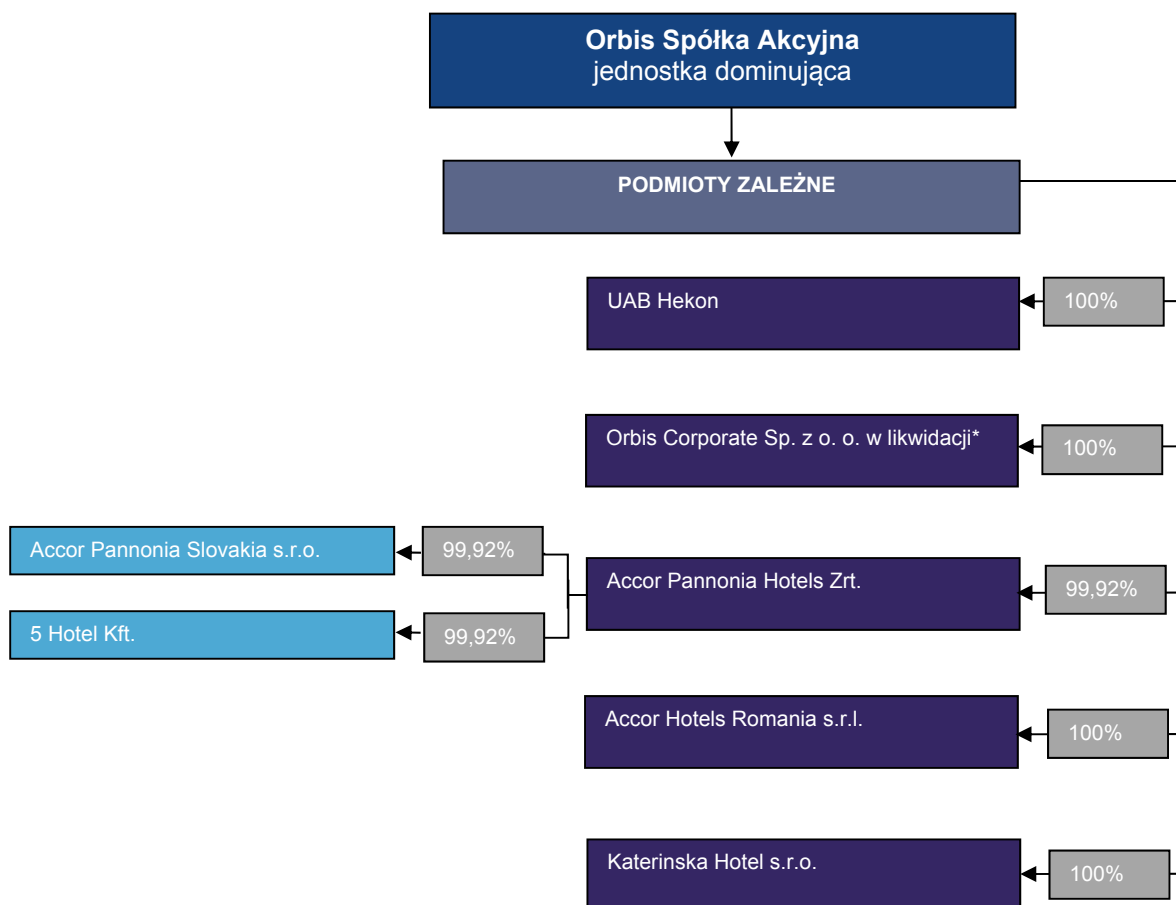 Orbis Spółka Akcyjna
jednostka dominująca
PODMIOTY ZALEŻNE
UAB Hekon
100%
Orbis Corporate Sp. z o. o. w likwidacji*
100%
Accor Pannonia Slovakia s.r.o.
99,92%
Accor Pannonia Hotels Zrt.
99,92%
5 Hotel Kft.
99,92%
Accor Hotels Romania s.r.l.
100%
Katerinska Hotel s.r.o.
100%